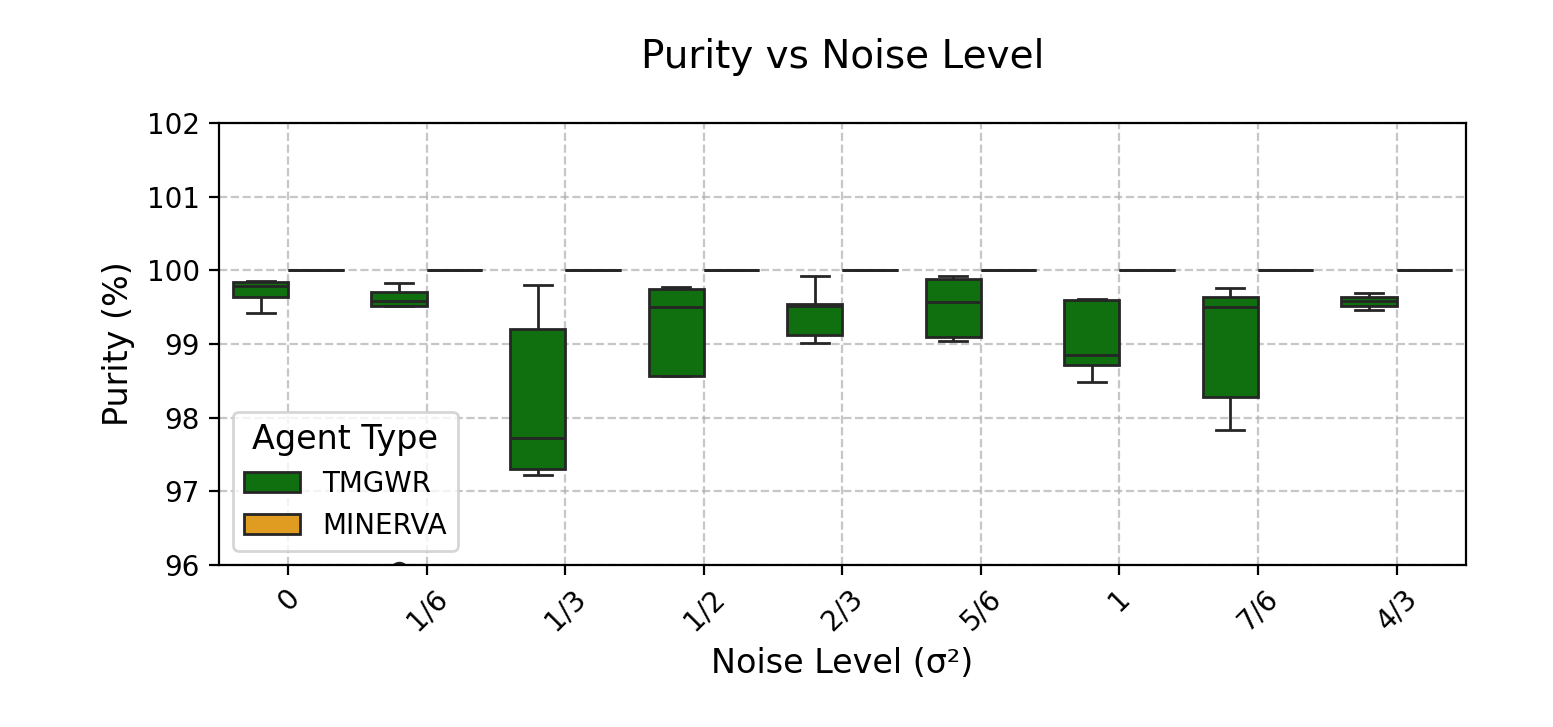 Purity vs Noise Level
102
101
100
99
98
97
96
Purity (%)
Agent Type
TMGWR
MINERVA
0
1/6
1/3
1/2
2/3
5/6
1
7/6
4/3
Noise Level (σ²)